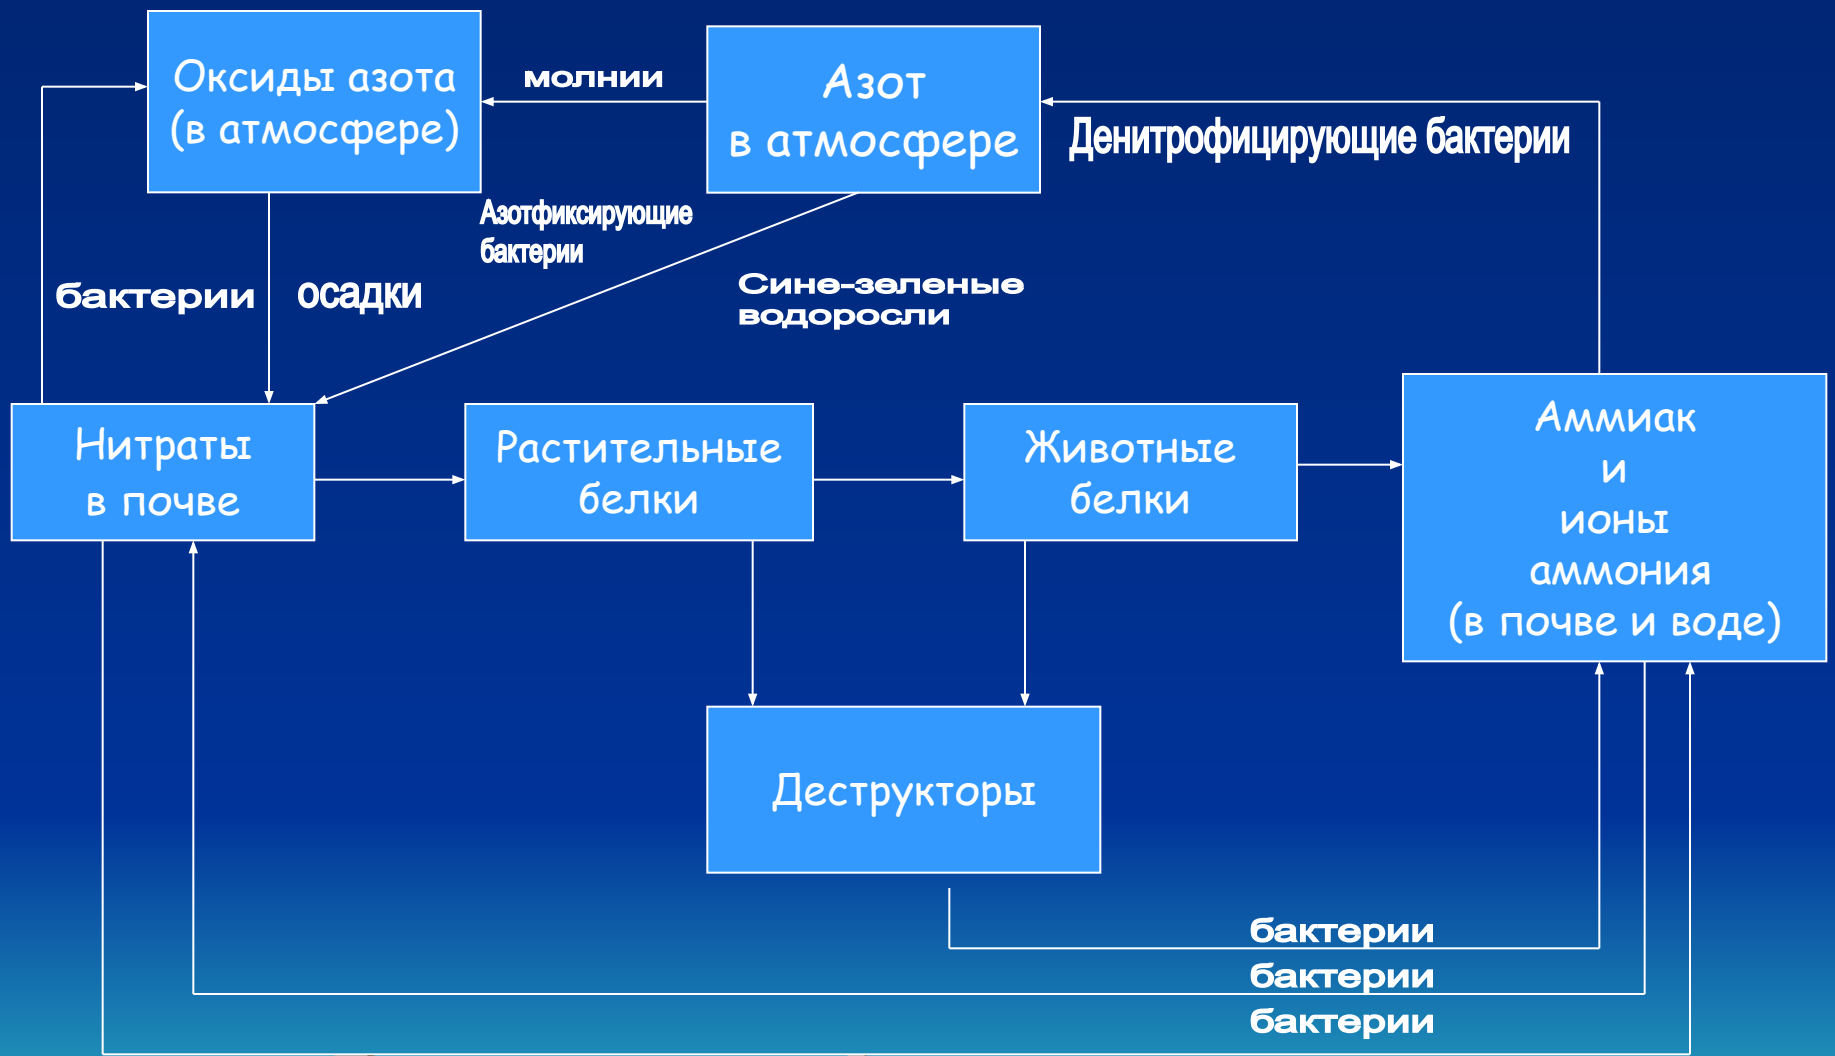 Оксиды азота
(в атмосфере)
молнии
Азот
в атмосфере
Денитрофицирующие бактерии
Азотфиксирующие
бактерии
бактерии
осадки
Сине-зеленые
водоросли
Нитраты
в почве
Растительные
белки
Животные
белки
Аммиак
и
ионы
аммония
(в почве и воде)
Деструкторы
бактерии
бактерии
бактерии